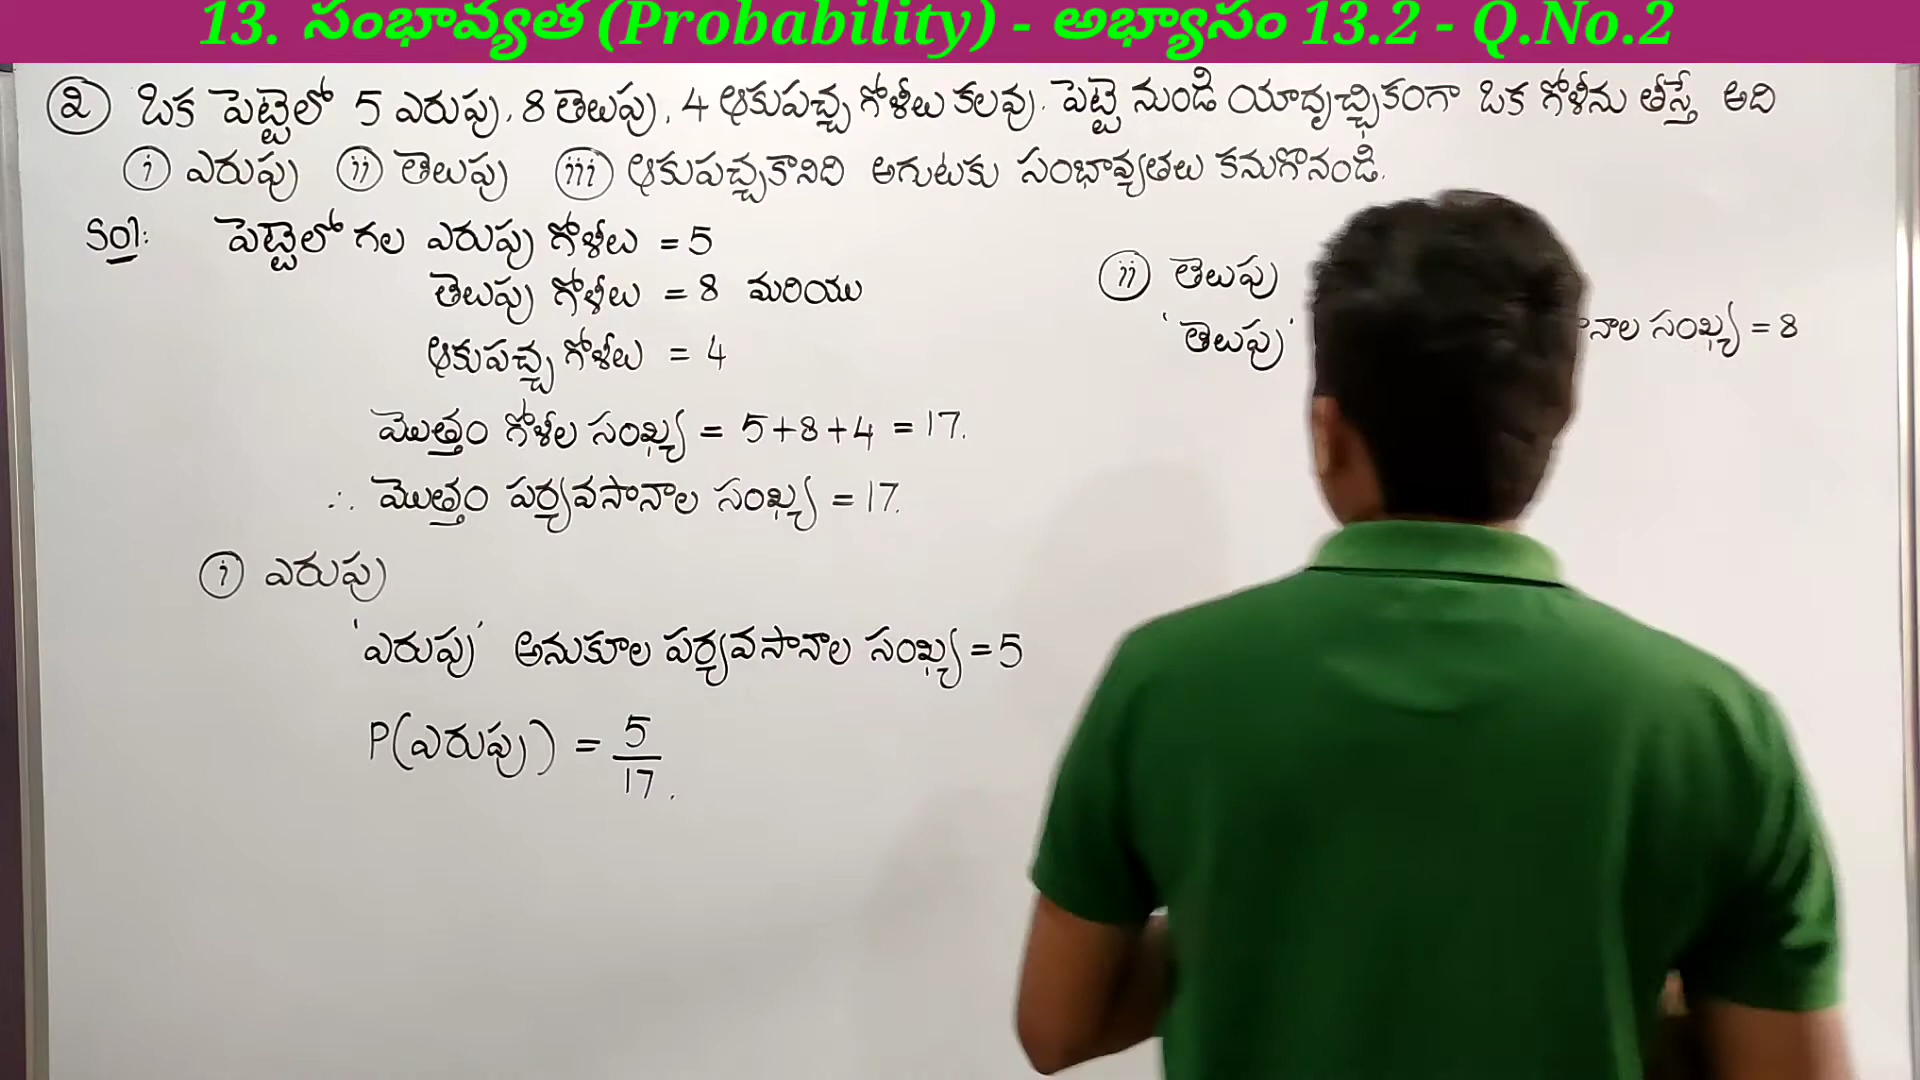 13. సంభావ్యత (Probability) - అభ్యాసం 13.2 - Q.No.2
② ఒక పెట్టెలో 5 ఎరుపు, 8 తెలుపు, 4 ఆకుపచ్చ గోళీలు కలవు. పెట్టె నుండి యాదృచ్ఛికంగా ఒక గోళీను తీస్తే అది
ⓘ ఎరుపు ⓘⓘ తెలుపు ⓘⓘⓘ ఆకుపచ్చకానిది అగుటకు సంభావ్యతలు కనుగొనండి.
Sol: పెట్టెలో గల ఎరుపు గోళీలు = 5
తెలుపు గోళీలు = 8 మరియు
ఆకుపచ్చ గోళీలు = 4
మొత్తం గోళీల సంఖ్య = 5+8+4 = 17.
∴ మొత్తం పర్యవసానాల సంఖ్య = 17.
ⓘ ఎరుపు
'ఎరుపు' అనుకూల పర్యవసానాల సంఖ్య = 5
P(ఎరుపు) = 5/17.
ⓘⓘ తెలుపు
'తెలుపు' నాల సంఖ్య = 8